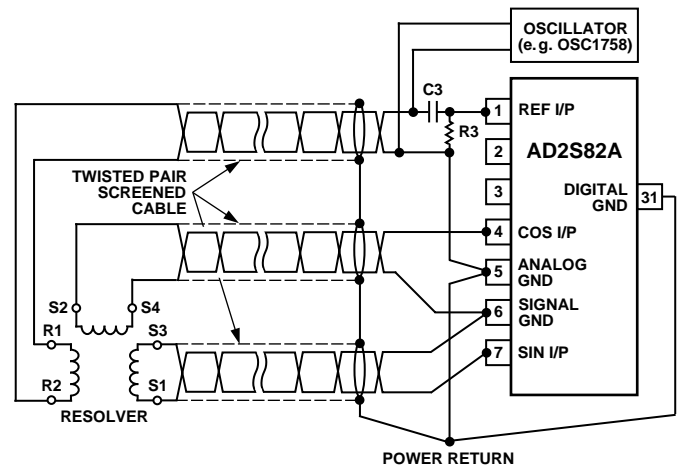 OSCILLATOR
(e.g. OSC1758)
C3
R3
1 REF I/P
2 AD2S82A
3
DIGITAL
GND
31
4 COS I/P
5 ANALOG
GND
6 SIGNAL
GND
7 SIN I/P
TWISTED PAIR
SCREENED
CABLE
S2 S4
R1 S3
R2 S1
RESOLVER
POWER RETURN